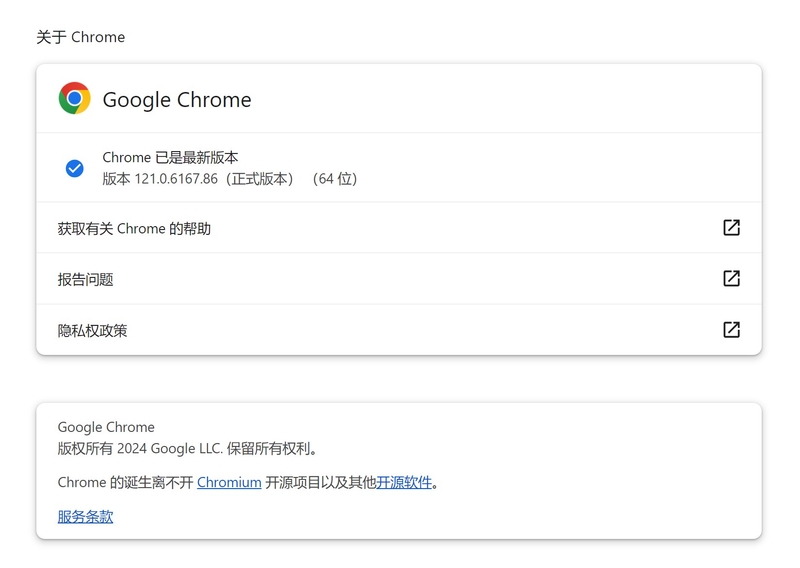 关于 Chrome
Google Chrome
Chrome 已是最新版本
版本 121.0.6167.86（正式版本） （64 位）
获取有关 Chrome 的帮助
报告问题
隐私权政策
Google Chrome
版权所有 2024 Google LLC. 保留所有权利。
Chrome 的诞生离不开 Chromium 开源项目以及其他开源软件。
服务条款